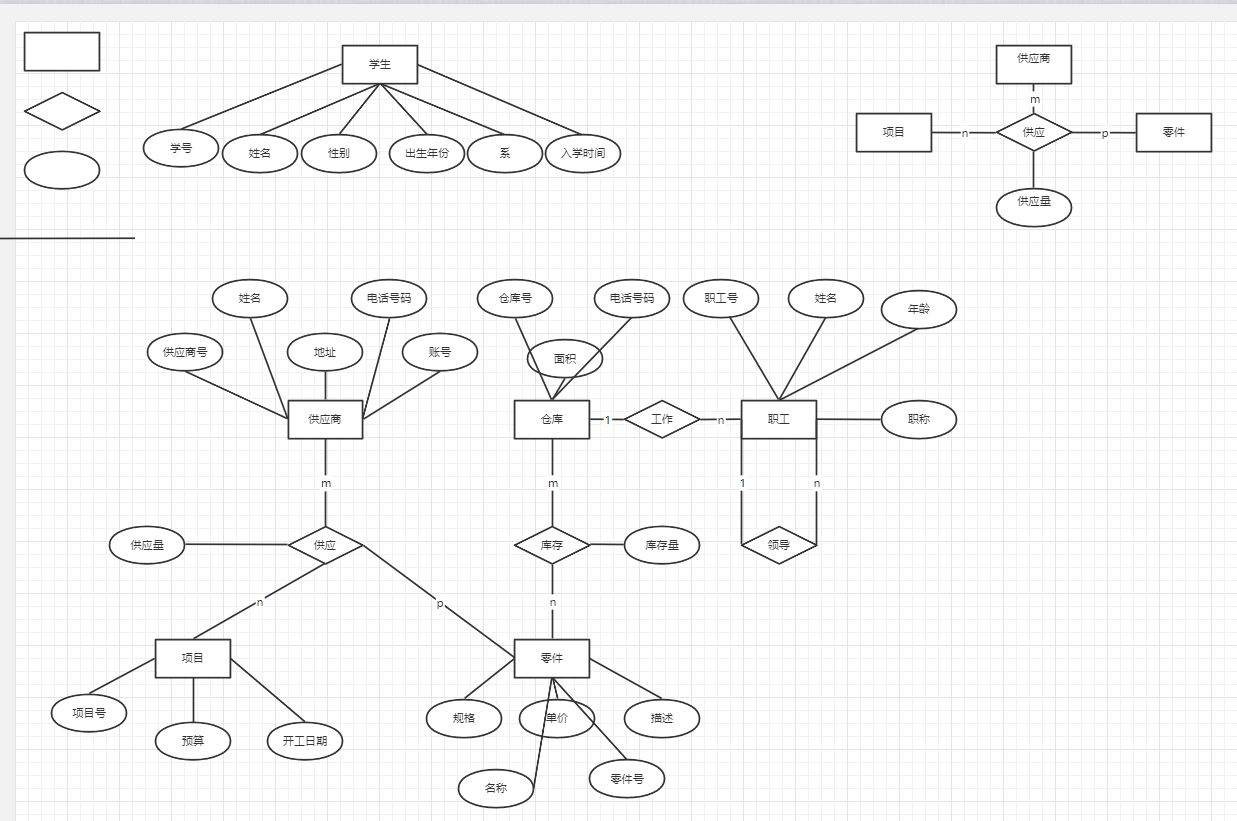 学生
学号
姓名
性别
出生年份
系
入学时间
供应商
m
项目
n
供应
p
零件
供应量
姓名
电话号码
供应商号
地址
账号
供应商
仓库号
电话号码
面积
仓库
1
工作
n
职工号
姓名
年龄
职工
职称
m
m
1
n
供应量
供应
库存
库存量
领导
n
p
n
项目
零件
项目号
预算
开工日期
规格
单价
描述
名称
零件号